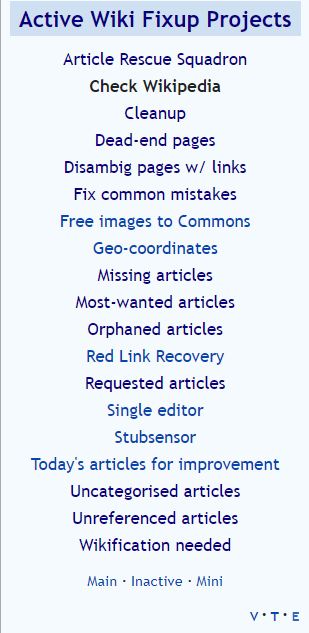 Active Wiki Fixup Projects
Article Rescue Squadron
Check Wikipedia
Cleanup
Dead-end pages
Disambig pages w/ links
Fix common mistakes
Free images to Commons
Geo-coordinates
Missing articles
Most-wanted articles
Orphaned articles
Red Link Recovery
Requested articles
Single editor
Stubsensor
Today's articles for improvement
Uncategorised articles
Unreferenced articles
Wikification needed
Main · Inactive · Mini
V · T · E